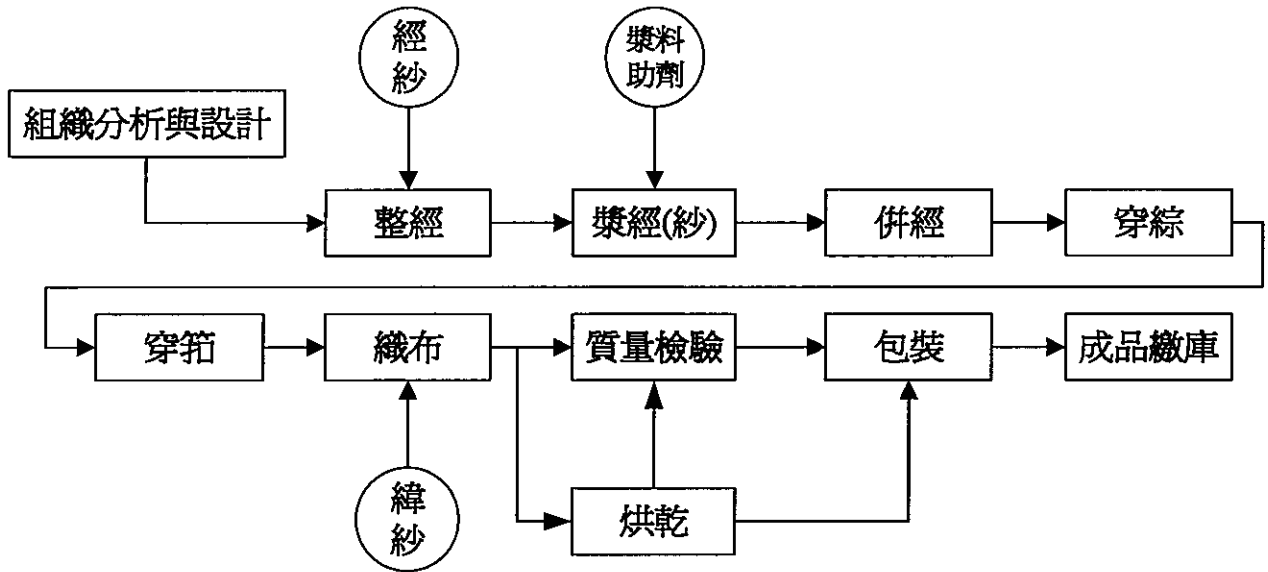 經
紗
漿料
助劑
組織分析與設計
整經
漿經(紗)
併經
穿綜
穿筘
織布
質量檢驗
包裝
成品繳庫
緯
紗
烘乾